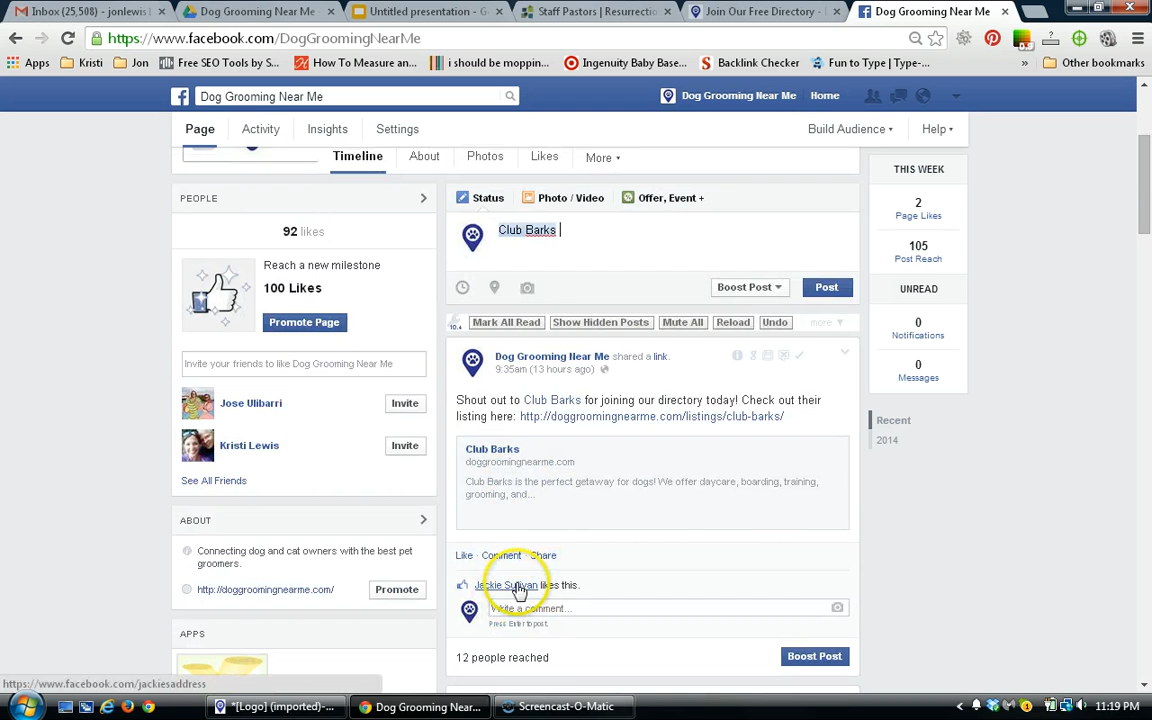 Inbox (25,508) - jonlewis
Dog Grooming Near Me
Untitled presentation - G
Staff Pastors | Resurrecti
Join Our Free Directory -
Dog Grooming Near Me
https://www.facebook.com/DogGroomingNearMe
Apps
Kristi
Jon
Free SEO Tools by S...
How To Measure an...
i should be moppin...
Ingenuity Baby Base...
Backlink Checker
Fun to Type | Type-...
»
Other bookmarks
Dog Grooming Near Me
Dog Grooming Near Me
Home
Page
Activity
Insights
Settings
Build Audience
Help
Timeline
About
Photos
Likes
More
THIS WEEK
2
Page Likes
105
Post Reach
UNREAD
0
Notifications
0
Messages
Recent
2014
PEOPLE
92 likes
Reach a new milestone
100 Likes
Promote Page
Invite your friends to like Dog Grooming Near Me
Jose Ulibarri
Invite
Kristi Lewis
Invite
See All Friends
ABOUT
Connecting dog and cat owners with the best pet
groomers.
http://doggroomingnearme.com/
Promote
APPS
Status
Photo / Video
Offer, Event +
Club Barks
Boost Post
Post
10.4
Mark All Read
Show Hidden Posts
Mute All
Reload
Undo
more ▼
Dog Grooming Near Me shared a link.
9:35am (13 hours ago)
Shout out to Club Barks for joining our directory today! Check out their
listing here: http://doggroomingnearme.com/listings/club-barks/
Club Barks
doggroomingnearme.com
Club Barks is the perfect getaway for dogs! We offer daycare, boarding, training,
grooming, and...
Like · Comment · Share
Jackie Sullivan likes this.
Write a comment...
Press Enter to post.
12 people reached
Boost Post
https://www.facebook.com/jackiesaddress
*[Logo] (imported)-...
Dog Grooming Near...
Screencast-O-Matic
11:19 PM